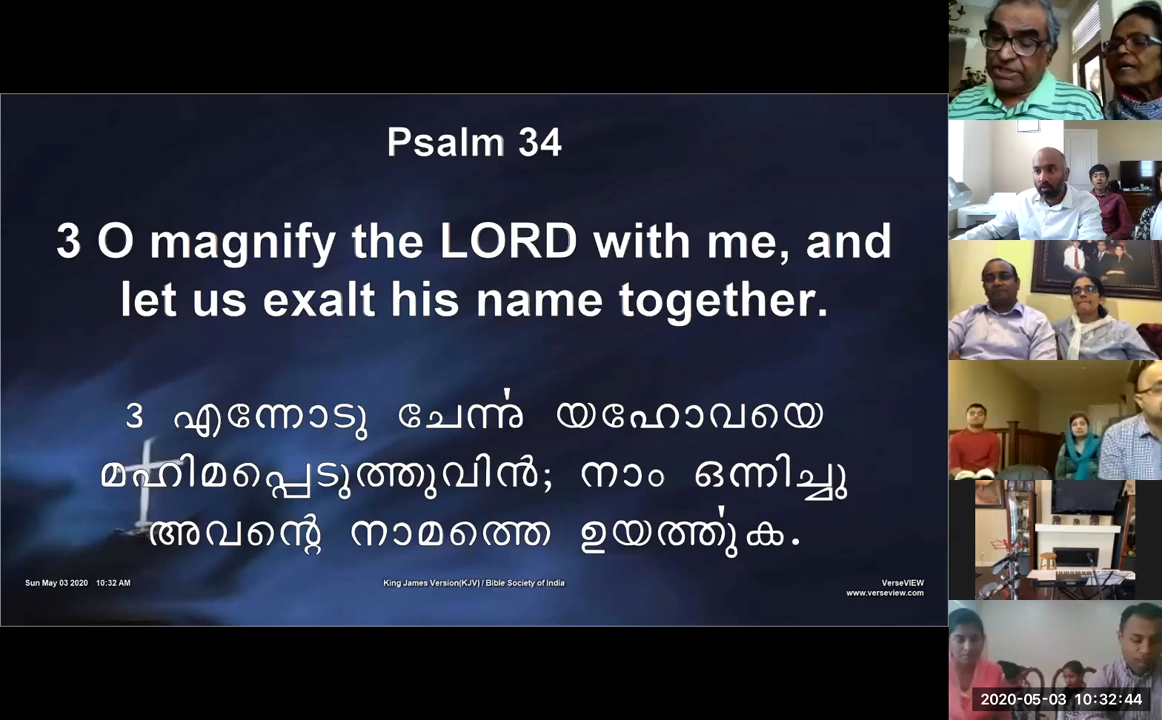 Psalm 34
3 O magnify the LORD with me, and
let us exalt his name together.
3 എന്നോടു ചേൎന്നു യഹോവയെ
മഹിമപ്പെടുത്തുവിൻ; നാം ഒന്നിച്ചു
അവന്റെ നാമത്തെ ഉയൎത്തുക.
Sun May 03 2020 10:32 AM
King James Version(KJV) / Bible Society of India
VerseVIEW
www.verseview.com
2020-05-03 10:32:44